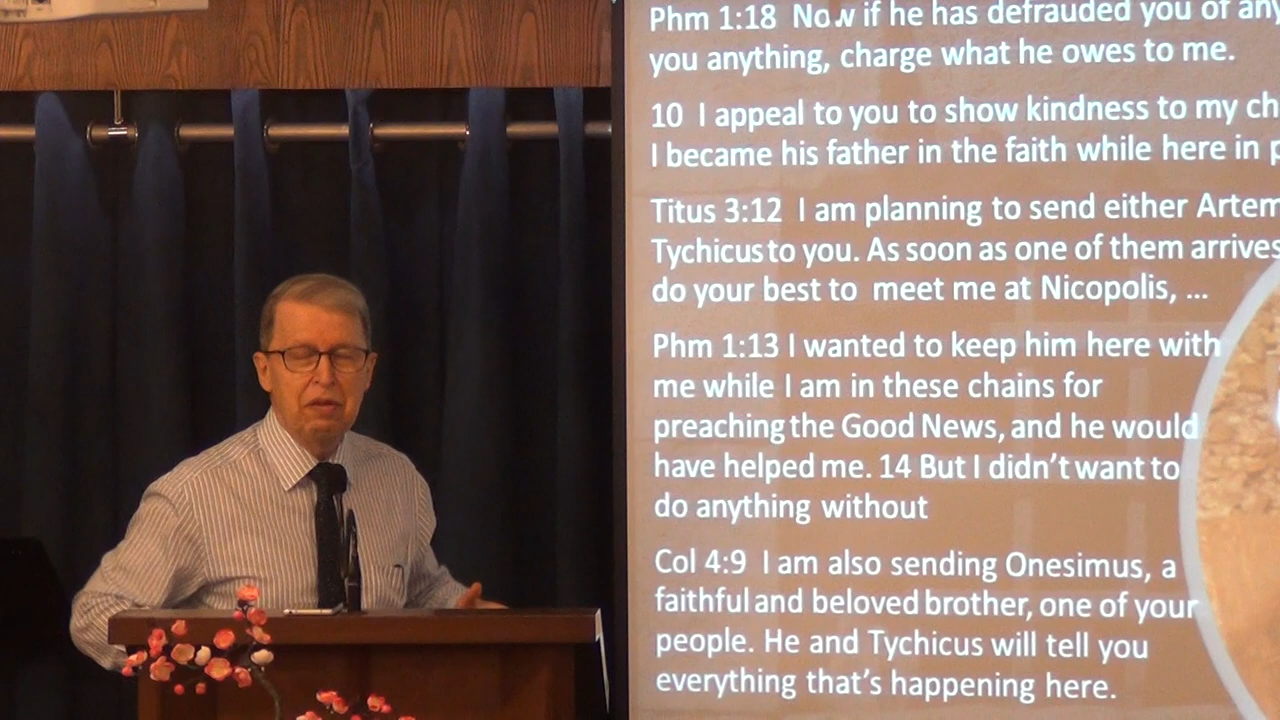 Phm 1:18 Now if he has defrauded you of any
you anything, charge what he owes to me.
10 I appeal to you to show kindness to my ch
I became his father in the faith while here in p
Titus 3:12 I am planning to send either Artem
Tychicus to you. As soon as one of them arrives
do your best to meet me at Nicopolis, ...
Phm 1:13 I wanted to keep him here with
me while I am in these chains for
preaching the Good News, and he would
have helped me. 14 But I didn't want to
do anything without
Col 4:9 I am also sending Onesimus, a
faithful and beloved brother, one of your
people. He and Tychicus will tell you
everything that's happening here.